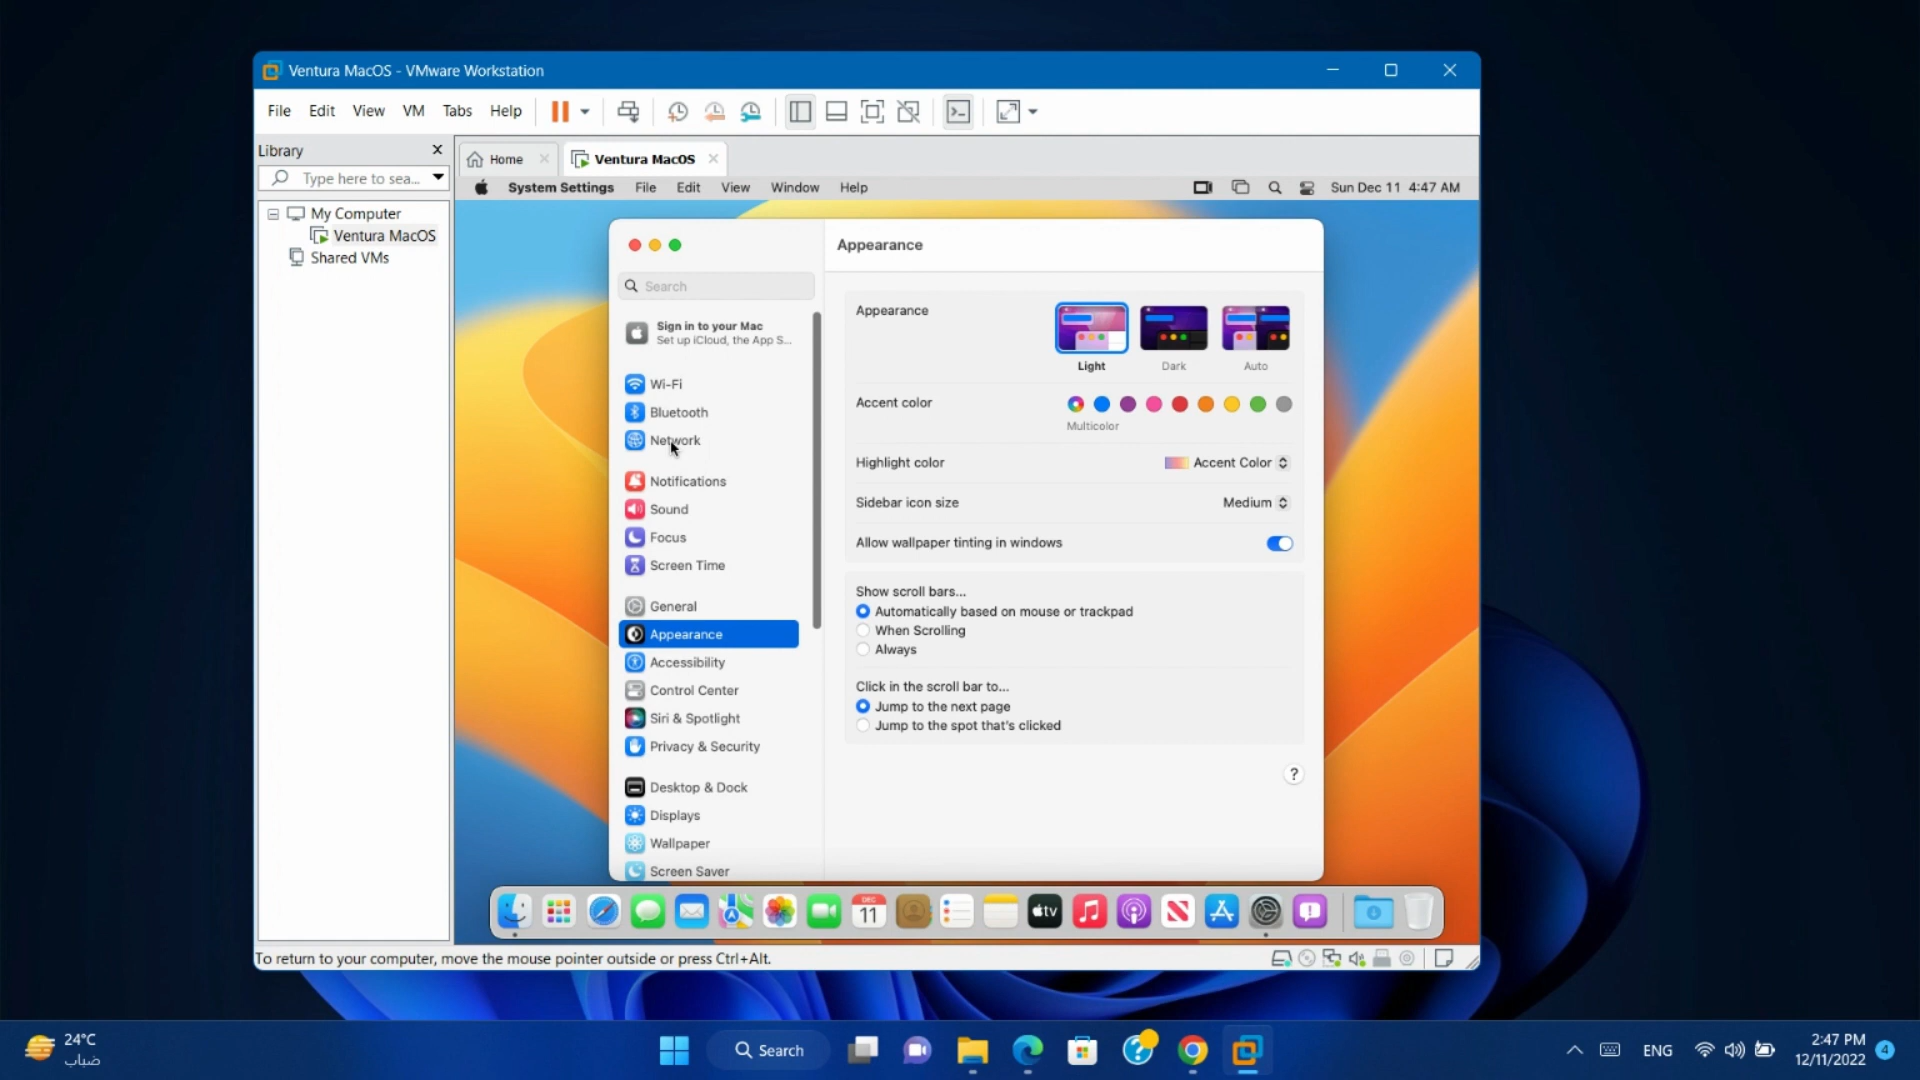 Ventura MacOS - VMware Workstation
File Edit View VM Tabs Help
Library
Type here to sea...
My Computer
Ventura MacOS
Shared VMs
Home
Ventura MacOS
System Settings File Edit View Window Help
Sun Dec 11 4:47 AM
Search
Sign in to your Mac
Set up iCloud, the App S...
Wi-Fi
Bluetooth
Network
Notifications
Sound
Focus
Screen Time
General
Appearance
Accessibility
Control Center
Siri & Spotlight
Privacy & Security
Desktop & Dock
Displays
Wallpaper
Screen Saver
Appearance
Appearance
Light
Dark
Auto
Accent color
Multicolor
Highlight color
Accent Color
Sidebar icon size
Medium
Allow wallpaper tinting in windows
Show scroll bars...
Automatically based on mouse or trackpad
When Scrolling
Always
Click in the scroll bar to...
Jump to the next page
Jump to the spot that's clicked
?
DEC
11
tv
To return to your computer, move the mouse pointer outside or press Ctrl+Alt.
24°C
ضباب
Search
ENG
2:47 PM
12/11/2022
4